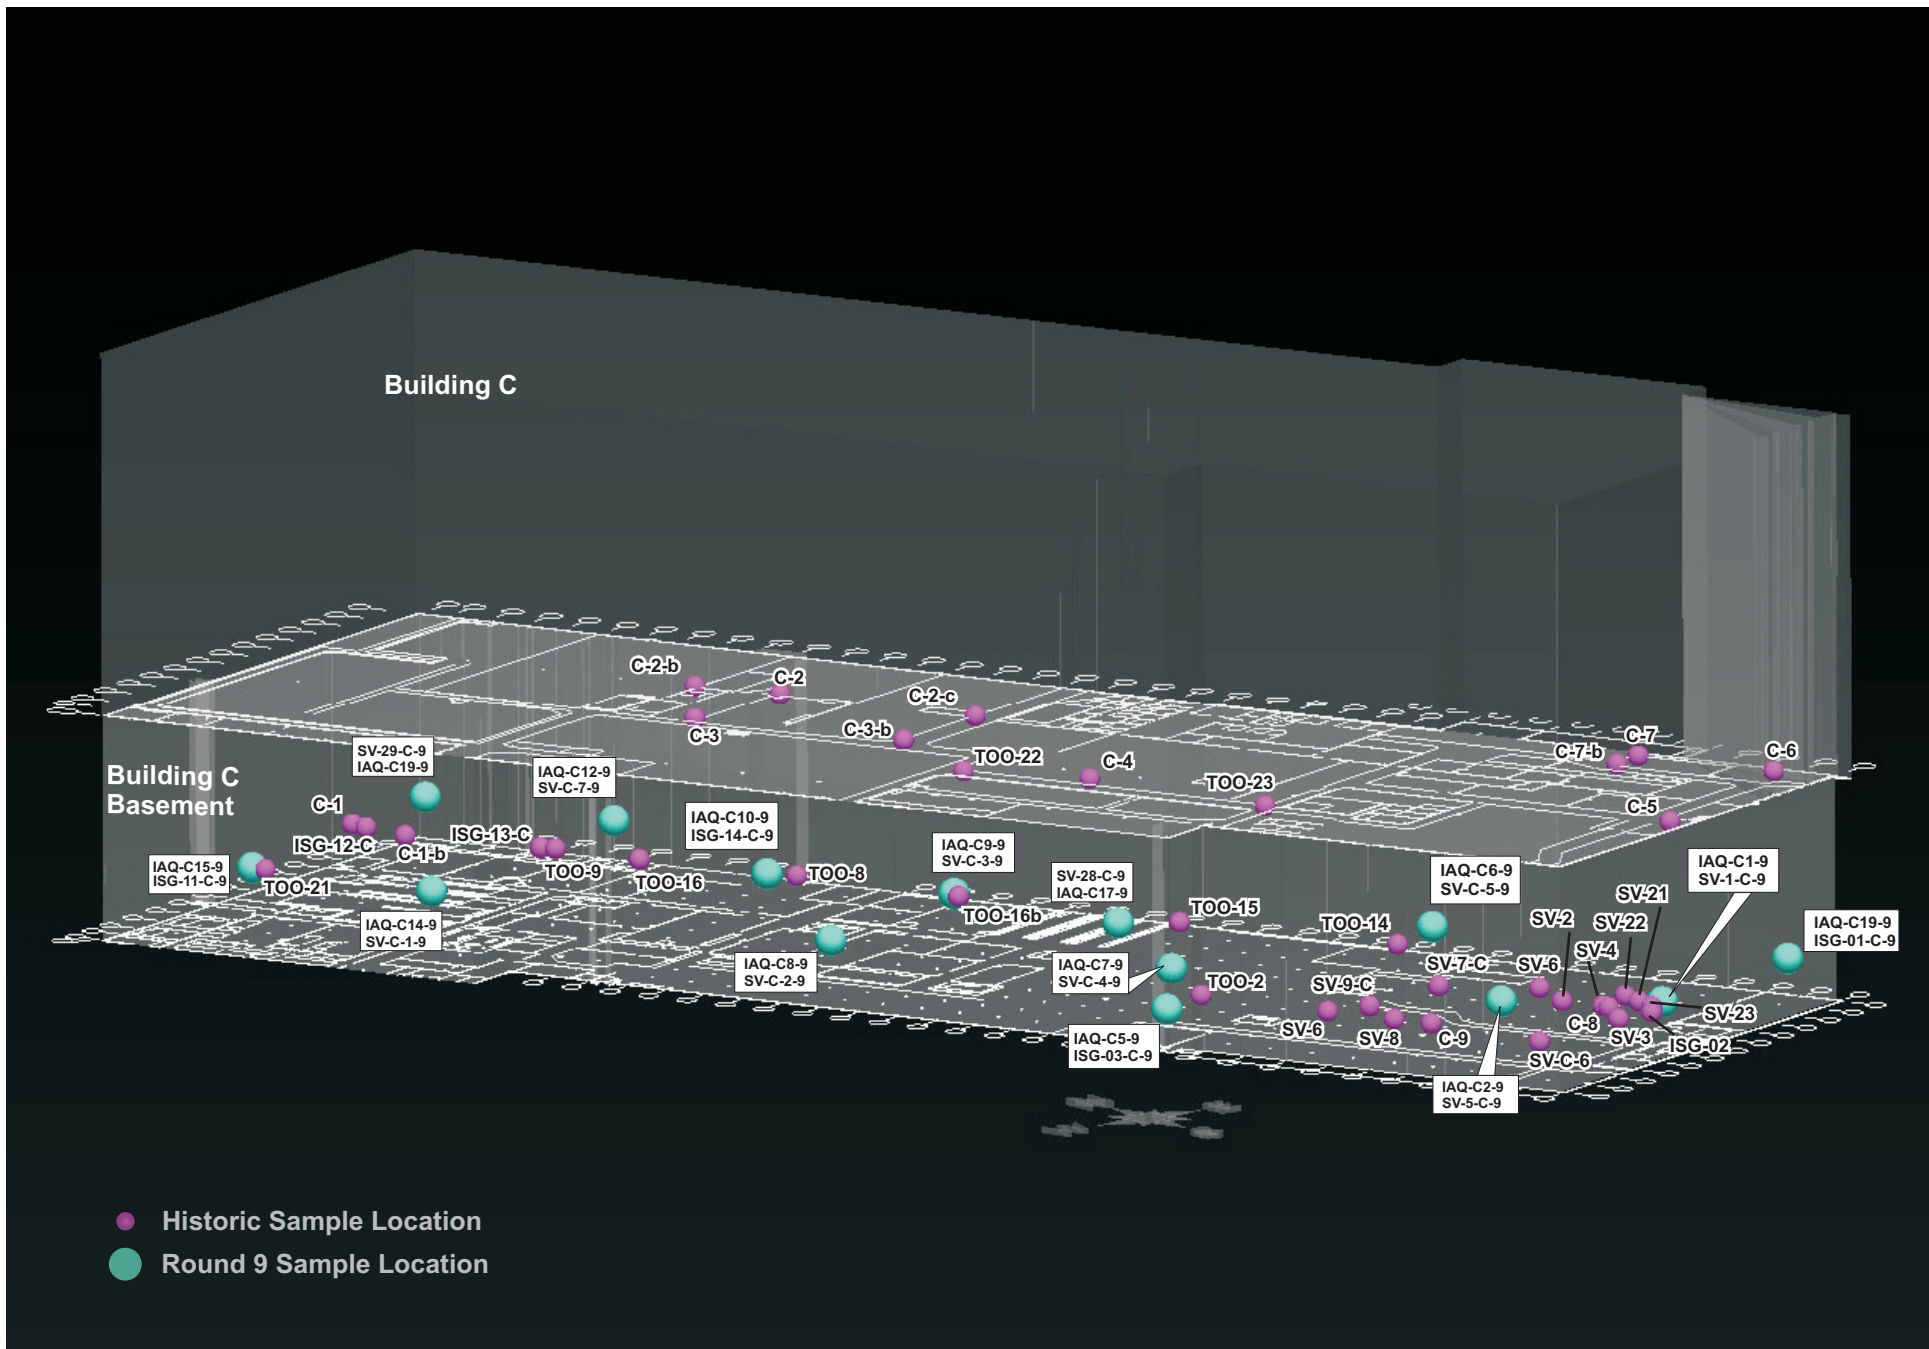 Building C
C-2-b
C-2
C-2-c
C-3
C-3-b
TOO-22
C-4
TOO-23
C-7-b
C-7
C-6
C-5
Building C
Basement
SV-29-C-9
IAQ-C19-9
IAQ-C12-9
SV-C-7-9
C-1
ISG-12-C
C-1-b
ISG-13-C
TOO-9
TOO-16
IAQ-C10-9
ISG-14-C-9
TOO-8
IAQ-C15-9
ISG-11-C-9
TOO-21
IAQ-C14-9
SV-C-1-9
IAQ-C9-9
SV-C-3-9
TOO-16b
SV-28-C-9
IAQ-C17-9
TOO-15
IAQ-C8-9
SV-C-2-9
IAQ-C7-9
SV-C-4-9
TOO-2
IAQ-C5-9
ISG-03-C-9
TOO-14
IAQ-C6-9
SV-C-5-9
SV-7-C
SV-9-C
SV-6
SV-8
C-9
SV-6
SV-2
SV-4
SV-22
SV-21
IAQ-C1-9
SV-1-C-9
IAQ-C19-9
ISG-01-C-9
C-8
SV-3
ISG-02
SV-23
SV-C-6
IAQ-C2-9
SV-5-C-9
Historic Sample Location
Round 9 Sample Location